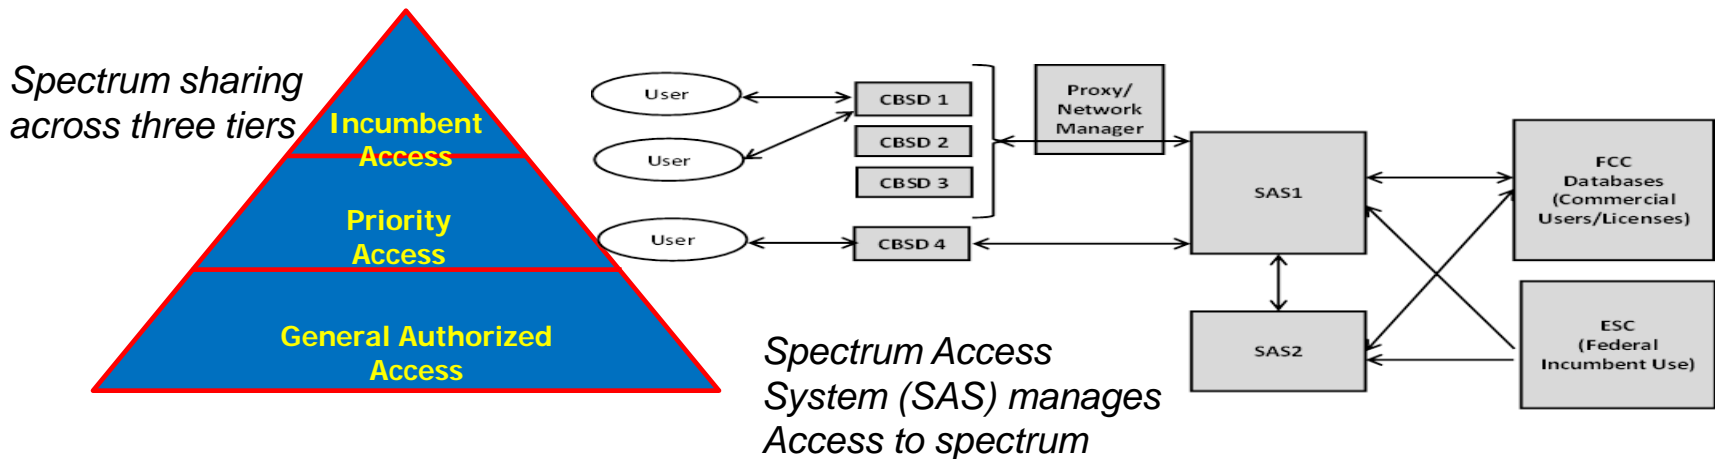 Spectrum sharing
across three tiers
Incumbent
Access
Priority
Access
General Authorized
Access
User
User
User
CBSD 1
CBSD 2
CBSD 3
CBSD 4
Proxy/
Network
Manager
SAS1
SAS2
FCC
Databases
(Commercial
Users/Licenses)
ESC
(Federal
Incumbent Use)
Spectrum Access
System (SAS) manages
Access to spectrum